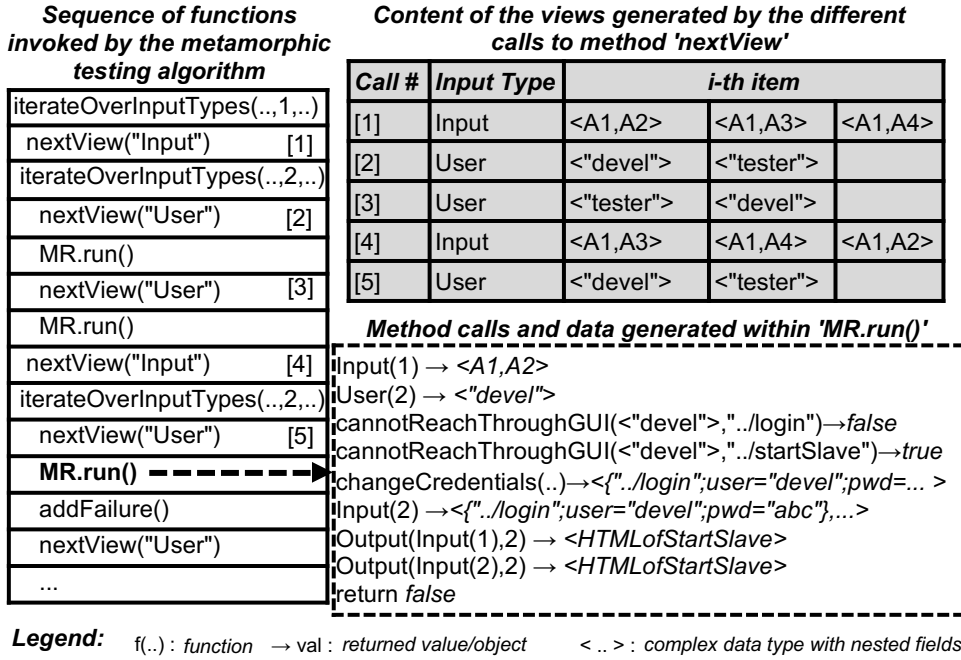 Sequence of functions
invoked by the metamorphic
testing algorithm
iterateOverInputTypes(..,1,..)
nextView("Input") [1]
iterateOverInputTypes(..,2,..)
nextView("User") [2]
MR.run()
nextView("User") [3]
MR.run()
nextView("Input") [4]
iterateOverInputTypes(..,2,..)
nextView("User") [5]
MR.run()
addFailure()
nextView("User")
...
Content of the views generated by the different
calls to method 'nextView'
Call # Input Type i-th item
[1] Input <A1,A2> <A1,A3> <A1,A4>
[2] User <"devel"> <"tester">
[3] User <"tester"> <"devel">
[4] Input <A1,A3> <A1,A4> <A1,A2>
[5] User <"devel"> <"tester">
Method calls and data generated within 'MR.run()'
Input(1) → <A1,A2>
User(2) → <"devel">
cannotReachThroughGUI(<"devel">,"../login")→false
cannotReachThroughGUI(<"devel">,"../startSlave")→true
changeCredentials(..)→<{"../login";user="devel";pwd=... >
Input(2) →<{"../login";user="devel";pwd="abc"},...>
Output(Input(1),2) → <HTMLofStartSlave>
Output(Input(2),2) → <HTMLofStartSlave>
return false
Legend: f(..) : function → val : returned value/object < .. > : complex data type with nested fields